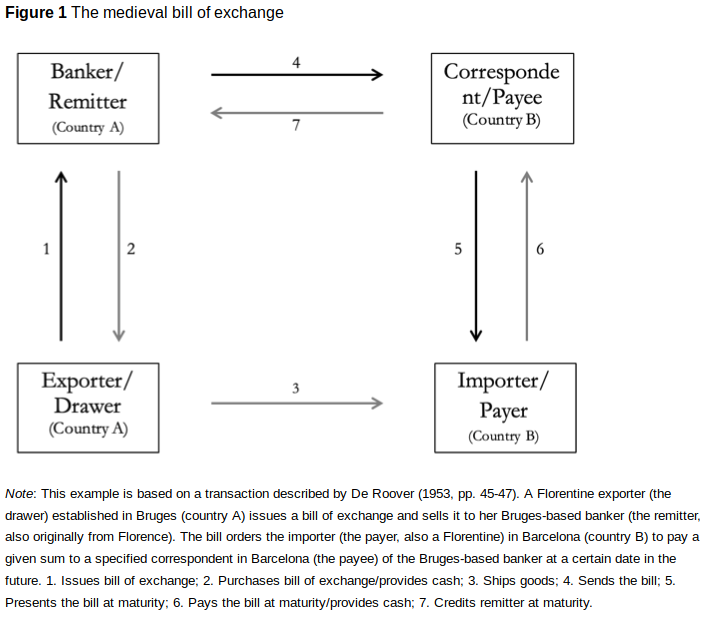 Figure 1 The medieval bill of exchange
Banker/
Remitter
(Country A)
4
7
Corresponde
nt/Payee
(Country B)
1
2
5
6
Exporter/
Drawer
(Country A)
3
Importer/
Payer
(Country B)
Note: This example is based on a transaction described by De Roover (1953, pp. 45-47). A Florentine exporter (the
drawer) established in Bruges (country A) issues a bill of exchange and sells it to her Bruges-based banker (the remitter,
also originally from Florence). The bill orders the importer (the payer, also a Florentine) in Barcelona (country B) to pay a
given sum to a specified correspondent in Barcelona (the payee) of the Bruges-based banker at a certain date in the
future. 1. Issues bill of exchange; 2. Purchases bill of exchange/provides cash; 3. Ships goods; 4. Sends the bill; 5.
Presents the bill at maturity; 6. Pays the bill at maturity/provides cash; 7. Credits remitter at maturity.